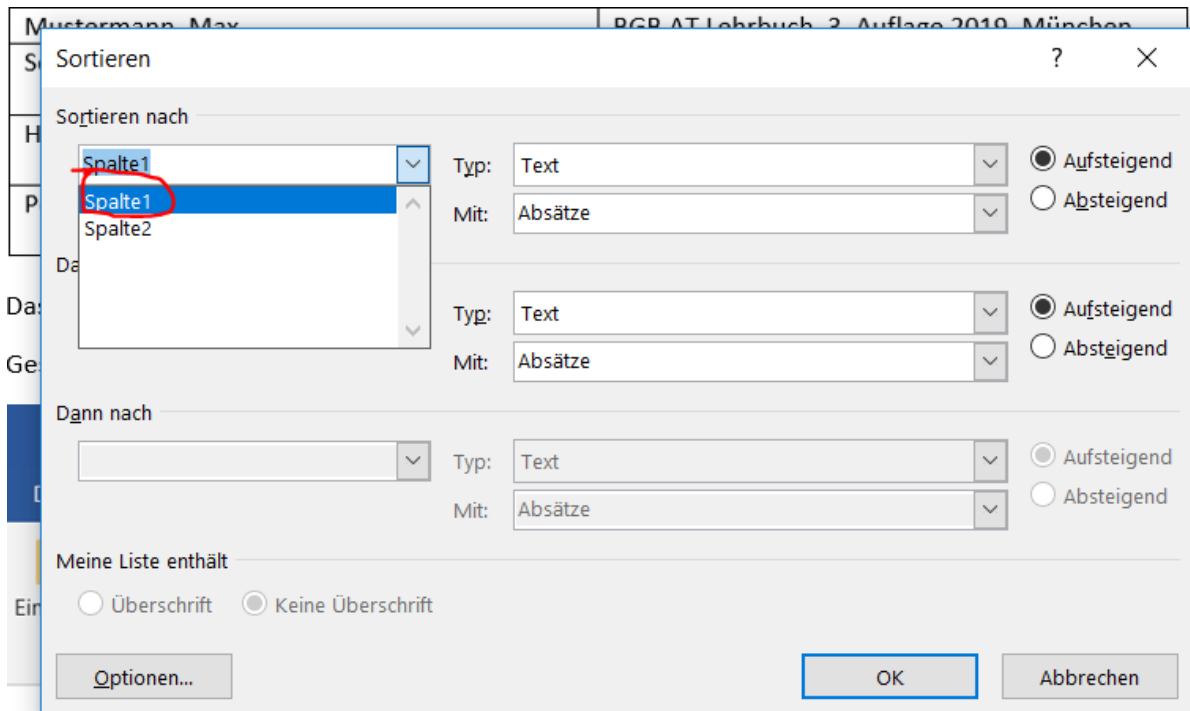 Mustermann, Max BGB AT Lehrbuch, 3. Auflage 2019, München
Sortieren ?
Sortieren nach
Spalte1 Typ: Text Aufsteigend
Spalte1
Mit: Absätze Absteigend
Spalte2
Typ: Text Aufsteigend
Mit: Absätze Absteigend
Dann nach
Typ: Text Aufsteigend
Mit: Absätze Absteigend
Meine Liste enthält
Überschrift Keine Überschrift
Optionen... OK Abbrechen